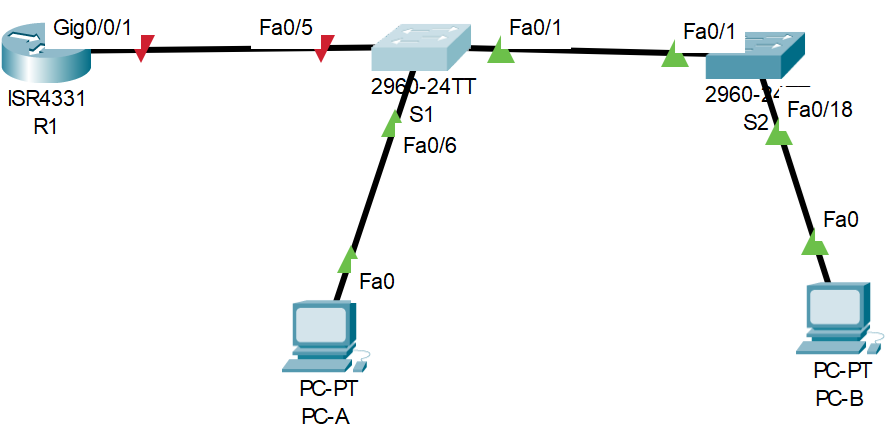 Gig0/0/1
Fa0/5
Fa0/1
Fa0/1
ISR4331
R1
2960-24TT
S1
2960-24
S2
Fa0/18
Fa0/6
Fa0
Fa0
PC-PT
PC-A
PC-PT
PC-B